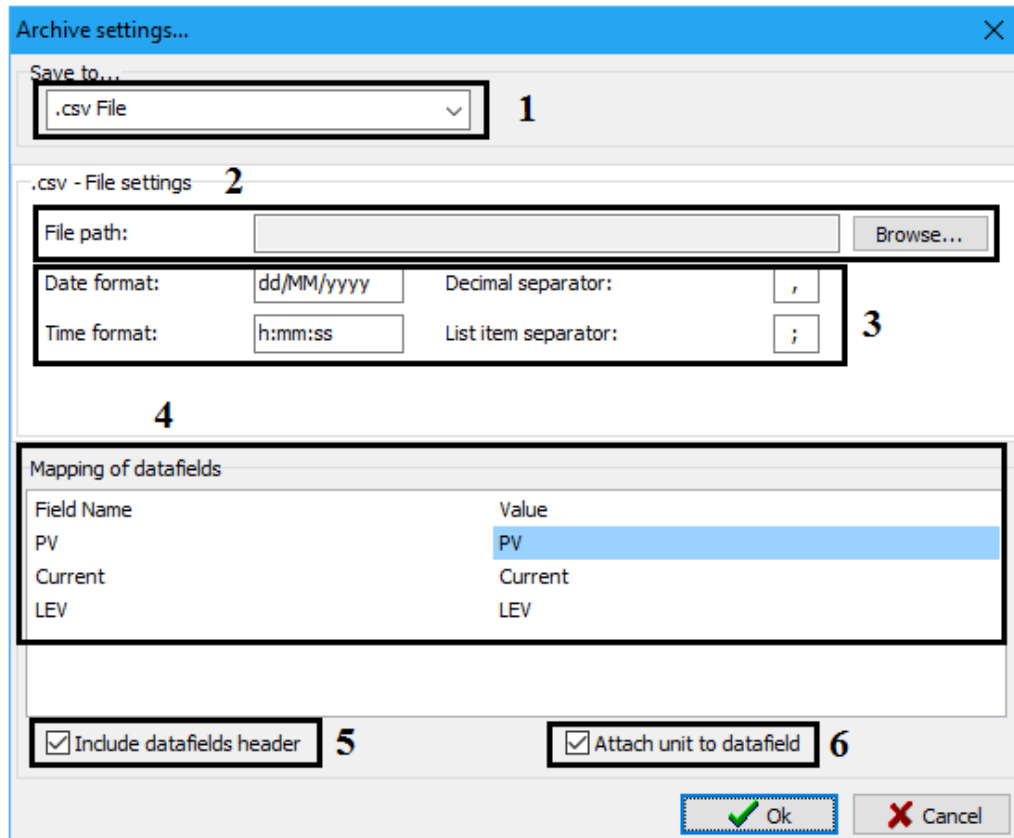 Archive settings...
Save to...
.csv File
1
.csv - File settings
2
File path:
Browse...
Date format: dd/MM/yyyy Decimal separator: ,
Time format: h:mm:ss List item separator: ;
3
4
Mapping of datafields
Field Name Value
PV PV
Current Current
LEV LEV
Include datafields header 5 Attach unit to datafield 6
Ok Cancel